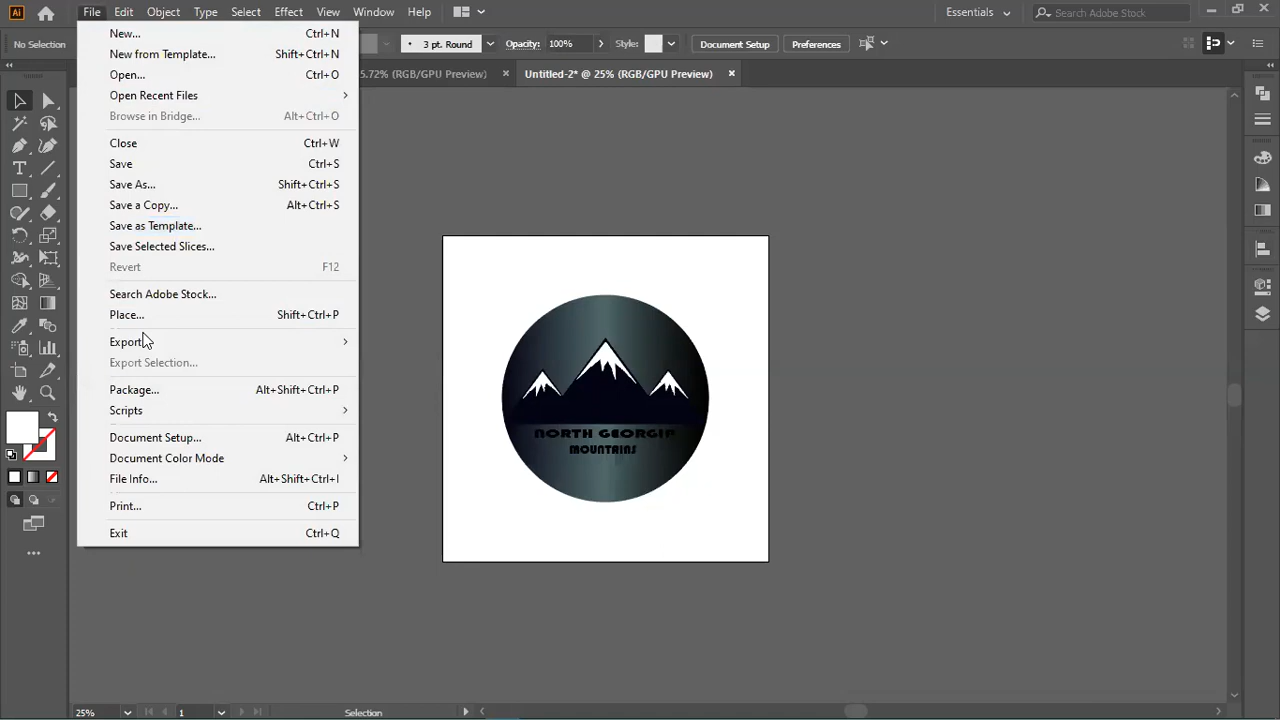 Ai File Edit Object Type Select Effect View Window Help Essentials Search Adobe Stock
No Selection 3 pt. Round Opacity: 100% Style: Document Setup Preferences
5.72% (RGB/GPU Preview) × Untitled-2* @ 25% (RGB/GPU Preview) ×
New... Ctrl+N
New from Template... Shift+Ctrl+N
Open... Ctrl+O
Open Recent Files
Browse in Bridge... Alt+Ctrl+O
Close Ctrl+W
Save Ctrl+S
Save As... Shift+Ctrl+S
Save a Copy... Alt+Ctrl+S
Save as Template...
Save Selected Slices...
Revert F12
Search Adobe Stock...
Place... Shift+Ctrl+P
Export
Export Selection...
Package... Alt+Shift+Ctrl+P
Scripts
Document Setup... Alt+Ctrl+P
Document Color Mode
File Info... Alt+Shift+Ctrl+I
Print... Ctrl+P
Exit Ctrl+Q
NORTH GEORGIP
MOUNTAINS
25% 1 Selection